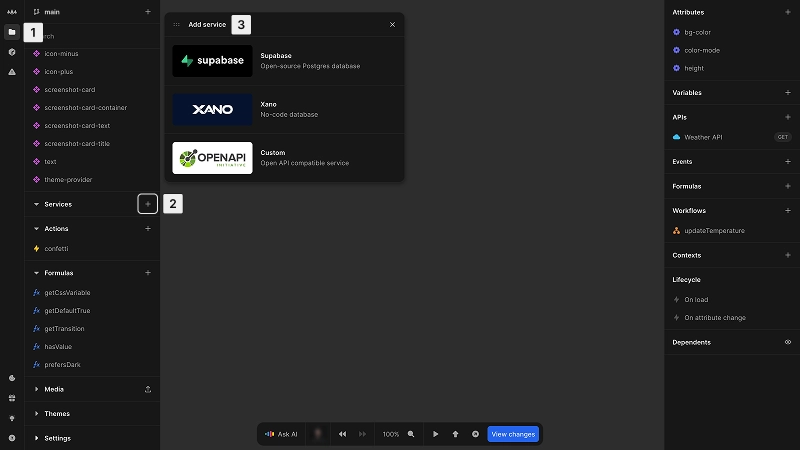 main
1
rch
icon-minus
icon-plus
screenshot-card
screenshot-card-container
screenshot-card-text
screenshot-card-title
text
theme-provider
Services
2
Actions
confetti
Formulas
getCssVariable
getDefaultTrue
getTransition
hasValue
prefersDark
Media
Themes
Settings
Add service
3
supabase
Supabase
Open-source Postgres database
XANO
Xano
No-code database
OPENAPI
INITIATIVE
Custom
Open API compatible service
Ask AI
100%
View changes
Attributes
bg-color
color-mode
height
Variables
APIs
Weather API
GET
Events
Formulas
Workflows
updateTemperature
Contexts
Lifecycle
On load
On attribute change
Dependents